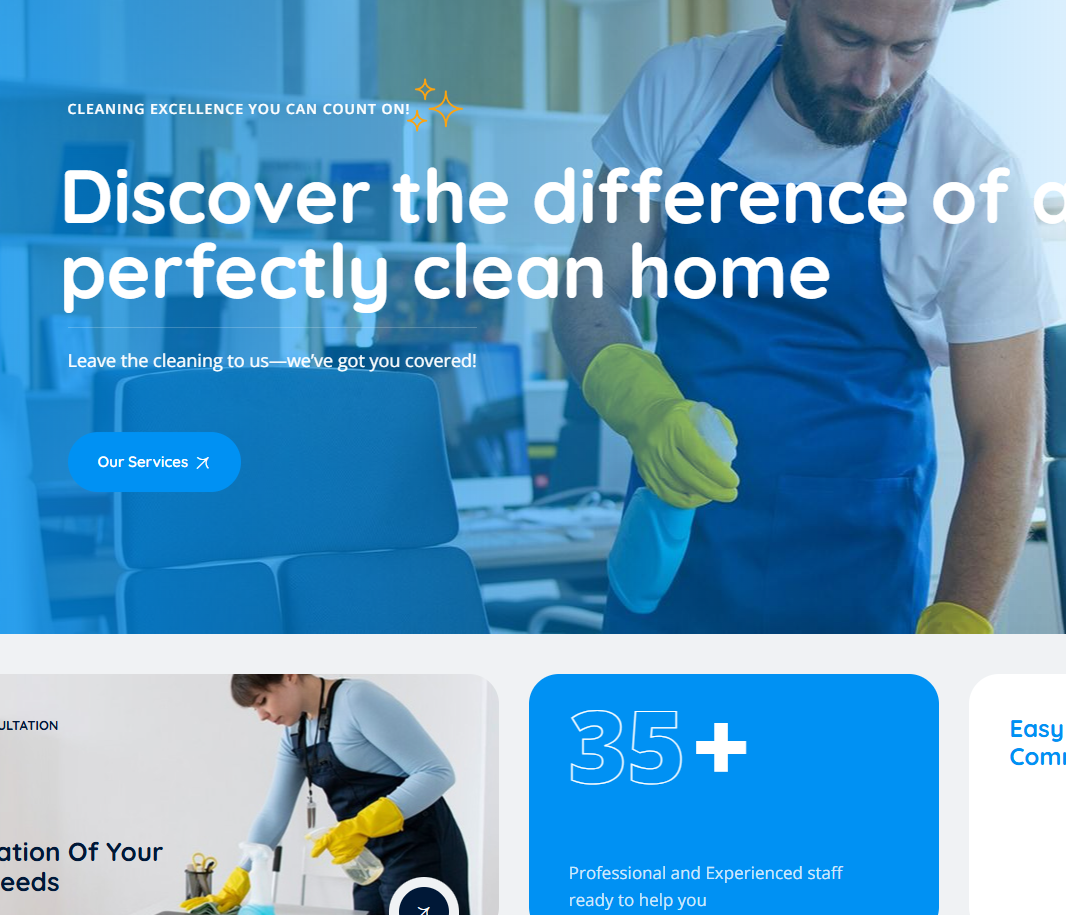 CLEANING EXCELLENCE YOU CAN COUNT ON!
Discover the difference of a
perfectly clean home
Leave the cleaning to us—we’ve got you covered!
Our Services
ULTATION
ation Of Your
eeds
35+
Professional and Experienced staff
ready to help you
Easy
Com